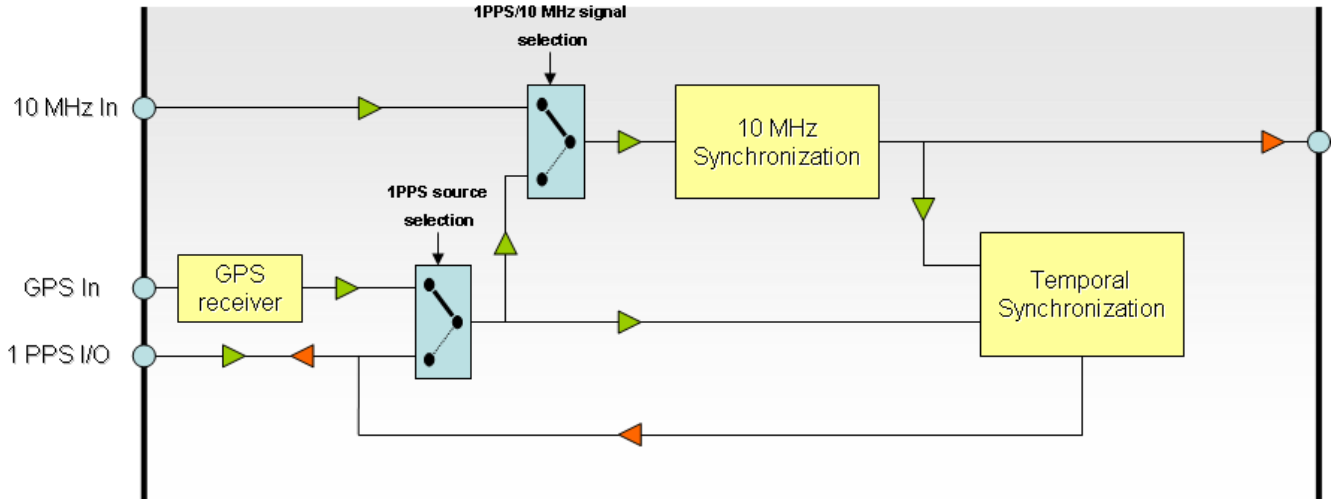 1PPS/10 MHz signal
selection
10 MHz In
10 MHz
Synchronization
1PPS source
selection
GPS In
GPS
receiver
Temporal
Synchronization
1 PPS I/O